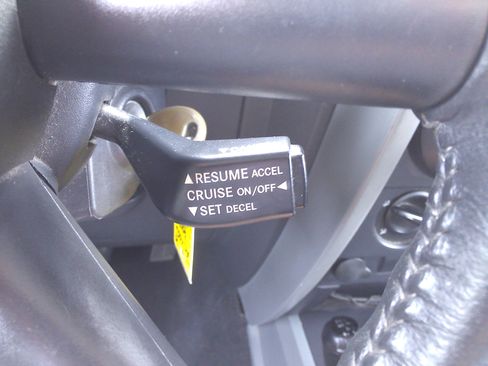 ▲RESUME ACCEL
CRUISE ON/OFF◄
▼SET DECEL